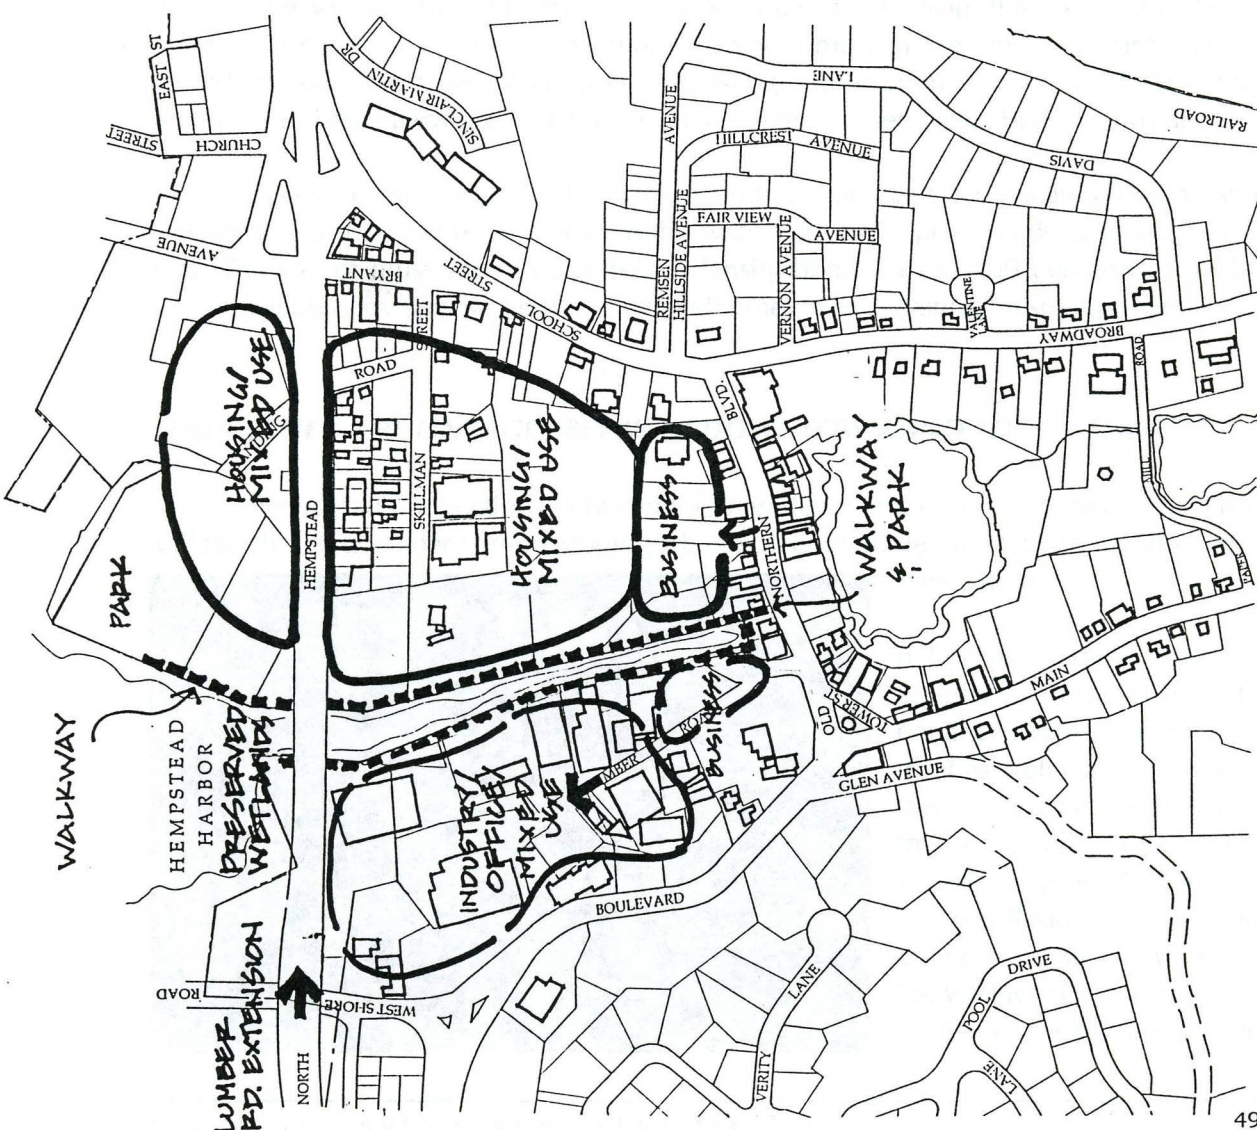 EAST ST
STREET
CHURCH
AVENUE
BRYANT
SINCLAIR MARTIN DR
STREET
SCHOOL
REMSEN AVENUE
HILLSIDE AVENUE
HILLCREST AVENUE
FAIR VIEW AVENUE
VERNON AVENUE
LANE
DAVIS
RAILROAD
VALENTINE
LANE
BROADWAY
ROAD
HOUSING/
MIXED USE
ROAD
STREET
SKILLMAN
HEMPSTEAD
HOUSING/
MIXED USE
BUSINESS
BLVD.
NORTHERN
WALKWAY
& PARK
PARK
WALKWAY
HEMPSTEAD
HARBOR
PRESERVED
WETLANDS
INDUSTRY
OFFICE/
MIXED
USE
BUSINESS
OLD
TOWER ST
MAIN
GLEN AVENUE
BOULEVARD
LUMBER
RD. EXTENSION
ROAD
WEST SHORE
NORTH
LANE
VERITY
DRIVE
POOL
LANE
49